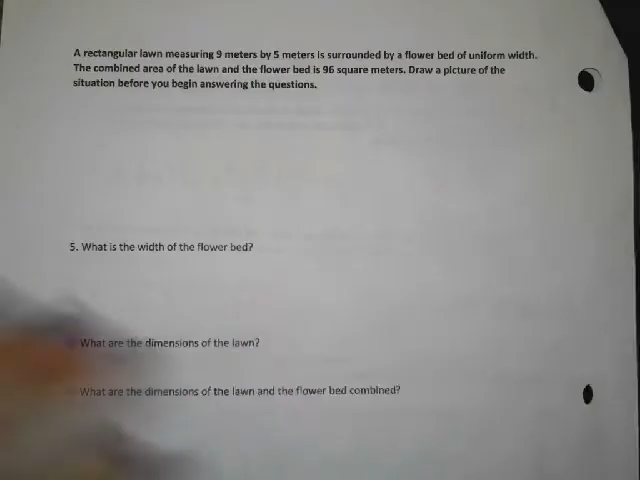 A rectangular lawn measuring 9 meters by 5 meters is surrounded by a flower bed of uniform width.
The combined area of the lawn and the flower bed is 96 square meters. Draw a picture of the
situation before you begin answering the questions.
5. What is the width of the flower bed?
What are the dimensions of the lawn?
What are the dimensions of the lawn and the flower bed combined?